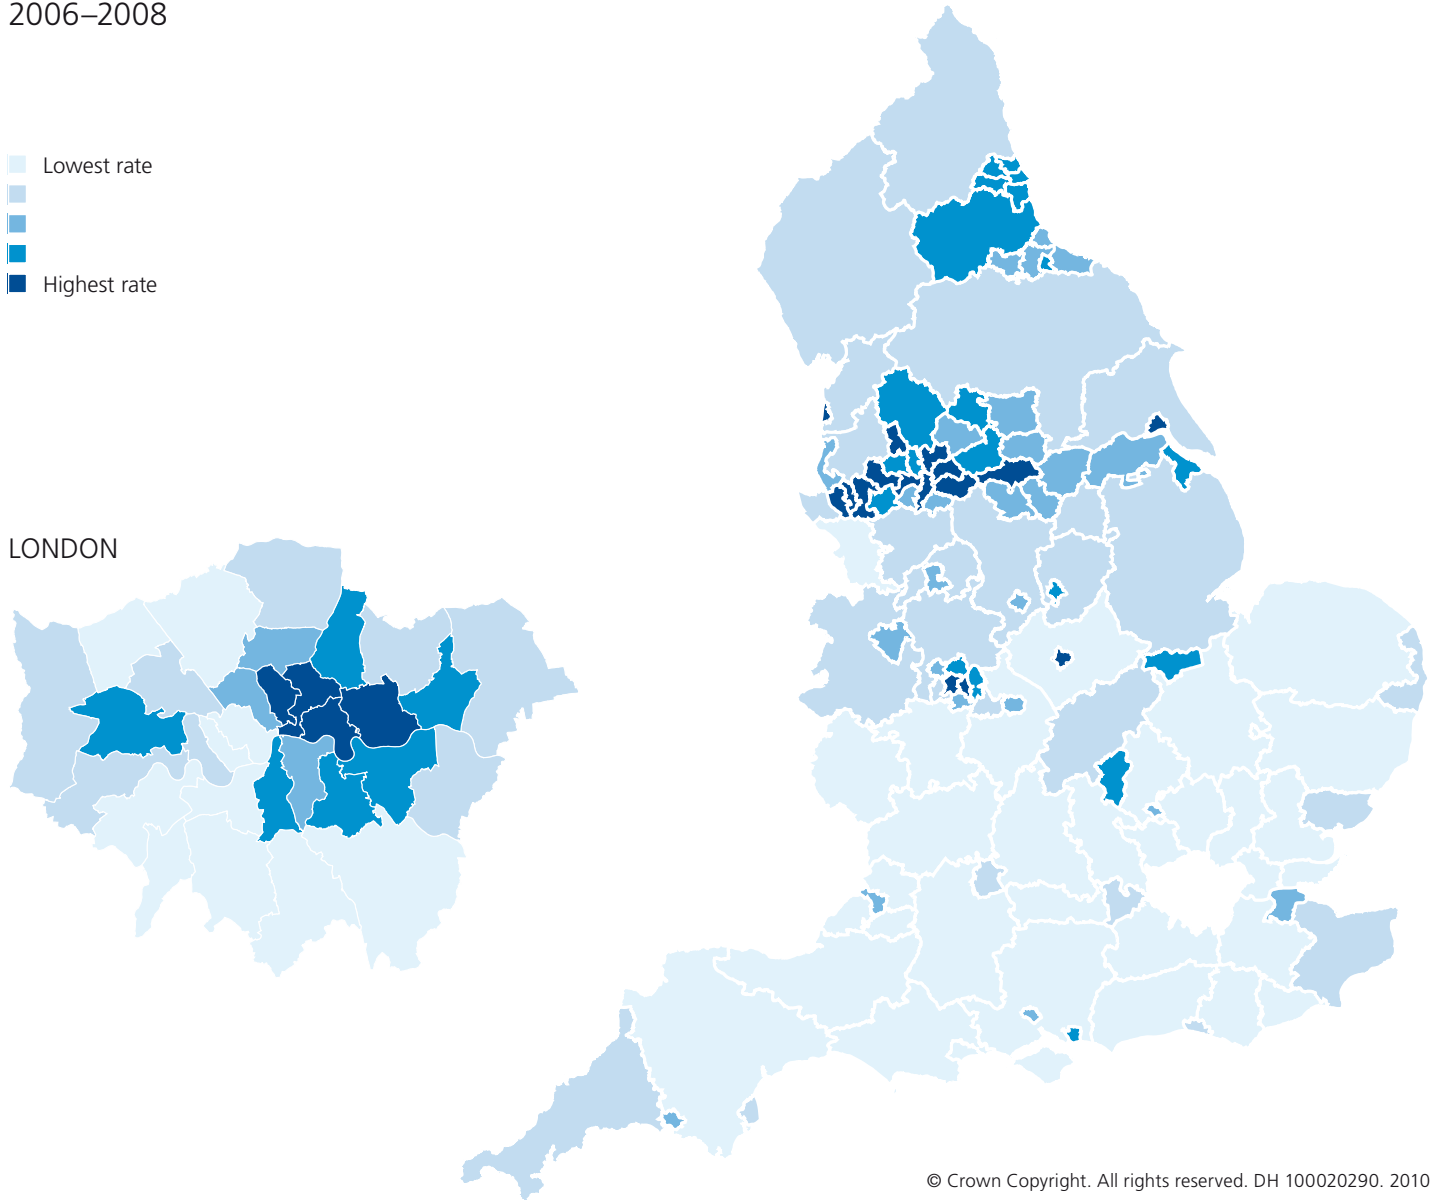 2006–2008
Lowest rate
Highest rate
LONDON
© Crown Copyright. All rights reserved. DH 100020290. 2010